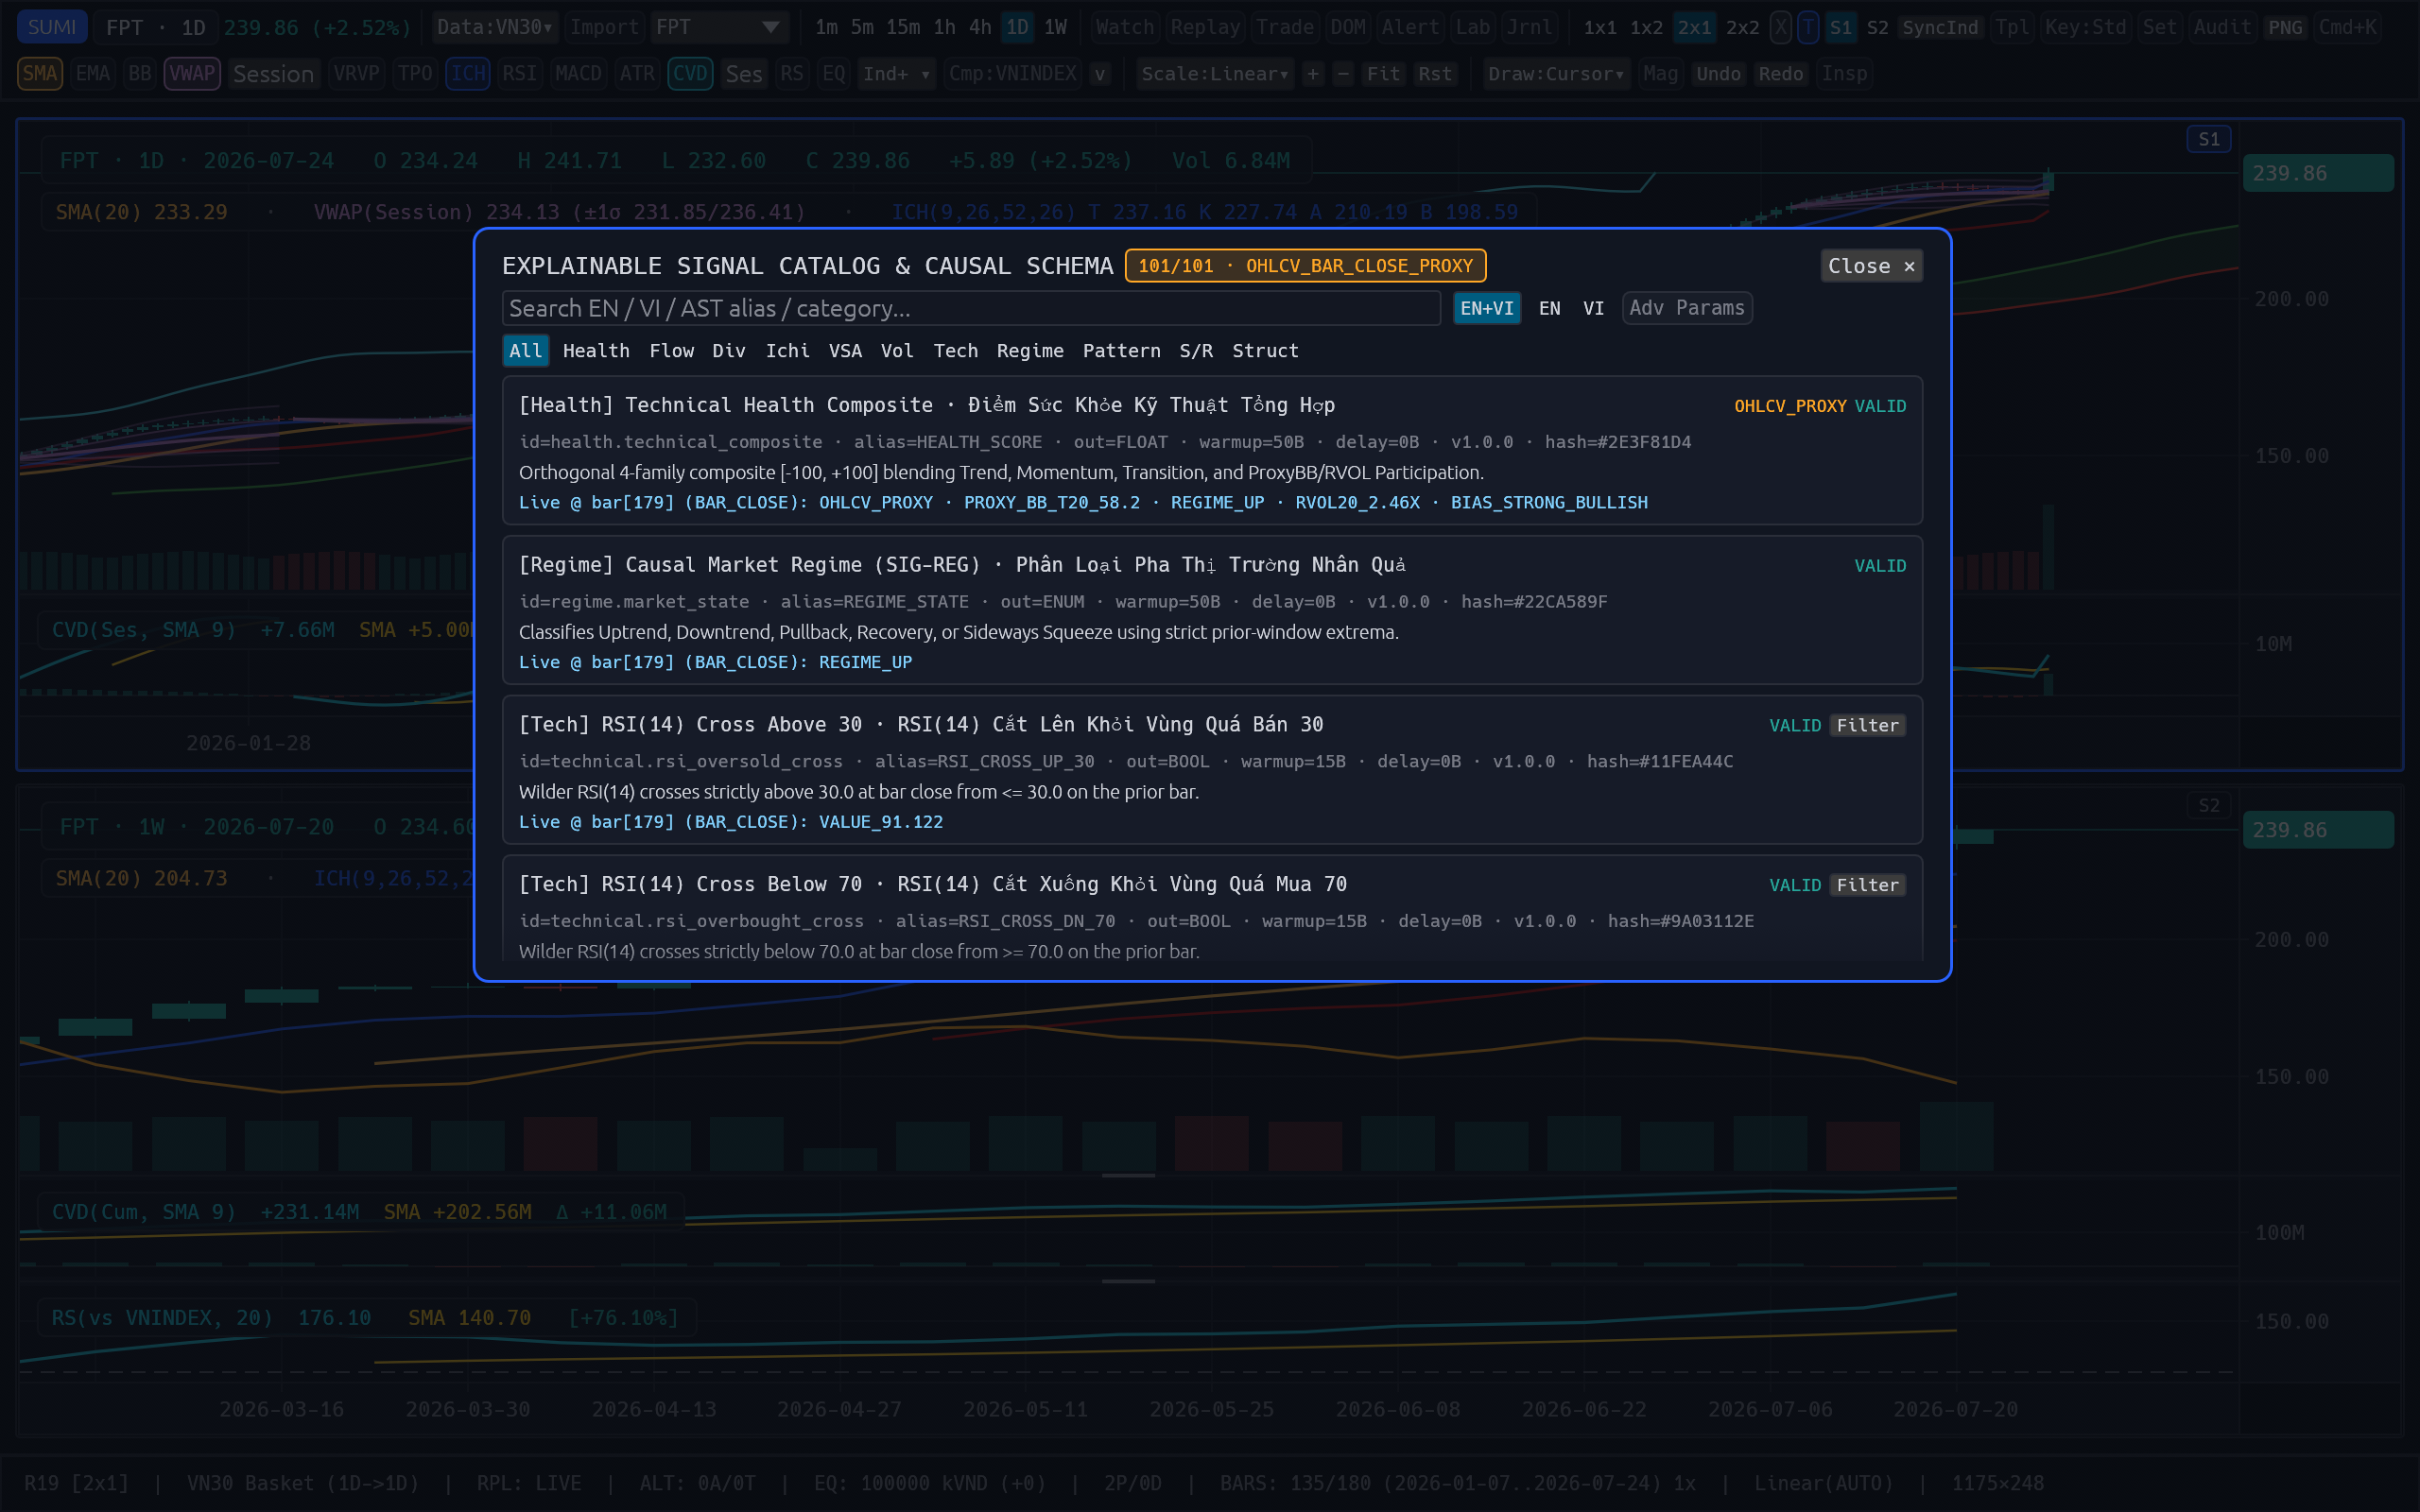 SUMI FPT · 1D 239.86 (+2.52%) Data:VN30▾ Import FPT 1m 5m 15m 1h 4h 1D 1W Watch Replay Trade DOM Alert Lab Jrnl 1x1 1x2 2x1 2x2 X T S1 S2 SyncInd Tpl Key:Std Set Audit PNG Cmd+K
SMA EMA BB VWAP Session VRVP TPO ICH RSI MACD ATR CVD Ses RS EQ Ind+ ▾ Cmp:VNINDEX v Scale:Linear▾ + − Fit Rst Draw:Cursor▾ Mag Undo Redo Insp
S1
FPT · 1D · 2026-07-24 O 234.24 H 241.71 L 232.60 C 239.86 +5.89 (+2.52%) Vol 6.84M
239.86
SMA(20) 233.29 · VWAP(Session) 234.13 (±1σ 231.85/236.41) · ICH(9,26,52,26) T 237.16 K 227.74 A 210.19 B 198.59
EXPLAINABLE SIGNAL CATALOG & CAUSAL SCHEMA 101/101 · OHLCV_BAR_CLOSE_PROXY Close ×
Search EN / VI / AST alias / category... EN+VI EN VI Adv Params
All Health Flow Div Ichi VSA Vol Tech Regime Pattern S/R Struct
[Health] Technical Health Composite · Điểm Sức Khỏe Kỹ Thuật Tổng Hợp OHLCV_PROXY VALID
id=health.technical_composite · alias=HEALTH_SCORE · out=FLOAT · warmup=50B · delay=0B · v1.0.0 · hash=#2E3F81D4
Orthogonal 4-family composite [-100, +100] blending Trend, Momentum, Transition, and ProxyBB/RVOL Participation.
Live @ bar[179] (BAR_CLOSE): OHLCV_PROXY · PROXY_BB_T20_58.2 · REGIME_UP · RVOL20_2.46X · BIAS_STRONG_BULLISH
[Regime] Causal Market Regime (SIG-REG) · Phân Loại Pha Thị Trường Nhân Quả VALID
id=regime.market_state · alias=REGIME_STATE · out=ENUM · warmup=50B · delay=0B · v1.0.0 · hash=#22CA589F
Classifies Uptrend, Downtrend, Pullback, Recovery, or Sideways Squeeze using strict prior-window extrema.
Live @ bar[179] (BAR_CLOSE): REGIME_UP
[Tech] RSI(14) Cross Above 30 · RSI(14) Cắt Lên Khỏi Vùng Quá Bán 30 VALID Filter
id=technical.rsi_oversold_cross · alias=RSI_CROSS_UP_30 · out=BOOL · warmup=15B · delay=0B · v1.0.0 · hash=#11FEA44C
Wilder RSI(14) crosses strictly above 30.0 at bar close from <= 30.0 on the prior bar.
Live @ bar[179] (BAR_CLOSE): VALUE_91.122
[Tech] RSI(14) Cross Below 70 · RSI(14) Cắt Xuống Khỏi Vùng Quá Mua 70 VALID Filter
id=technical.rsi_overbought_cross · alias=RSI_CROSS_DN_70 · out=BOOL · warmup=15B · delay=0B · v1.0.0 · hash=#9A03112E
Wilder RSI(14) crosses strictly below 70.0 at bar close from >= 70.0 on the prior bar.
200.00
150.00
CVD(Ses, SMA 9) +7.66M SMA +5.00
10M
2026-01-28
S2
FPT · 1W · 2026-07-20 O 234.60
239.86
SMA(20) 204.73 · ICH(9,26,52,2
200.00
150.00
CVD(Cum, SMA 9) +231.14M SMA +202.56M Δ +11.06M
100M
RS(vs VNINDEX, 20) 176.10 SMA 140.70 [+76.10%]
150.00
2026-03-16 2026-03-30 2026-04-13 2026-04-27 2026-05-11 2026-05-25 2026-06-08 2026-06-22 2026-07-06 2026-07-20
R19 [2x1] | VN30 Basket (1D->1D) | RPL: LIVE | ALT: 0A/0T | EQ: 100000 kVND (+0) | 2P/0D | BARS: 135/180 (2026-01-07..2026-07-24) 1x | Linear(AUTO) | 1175×248